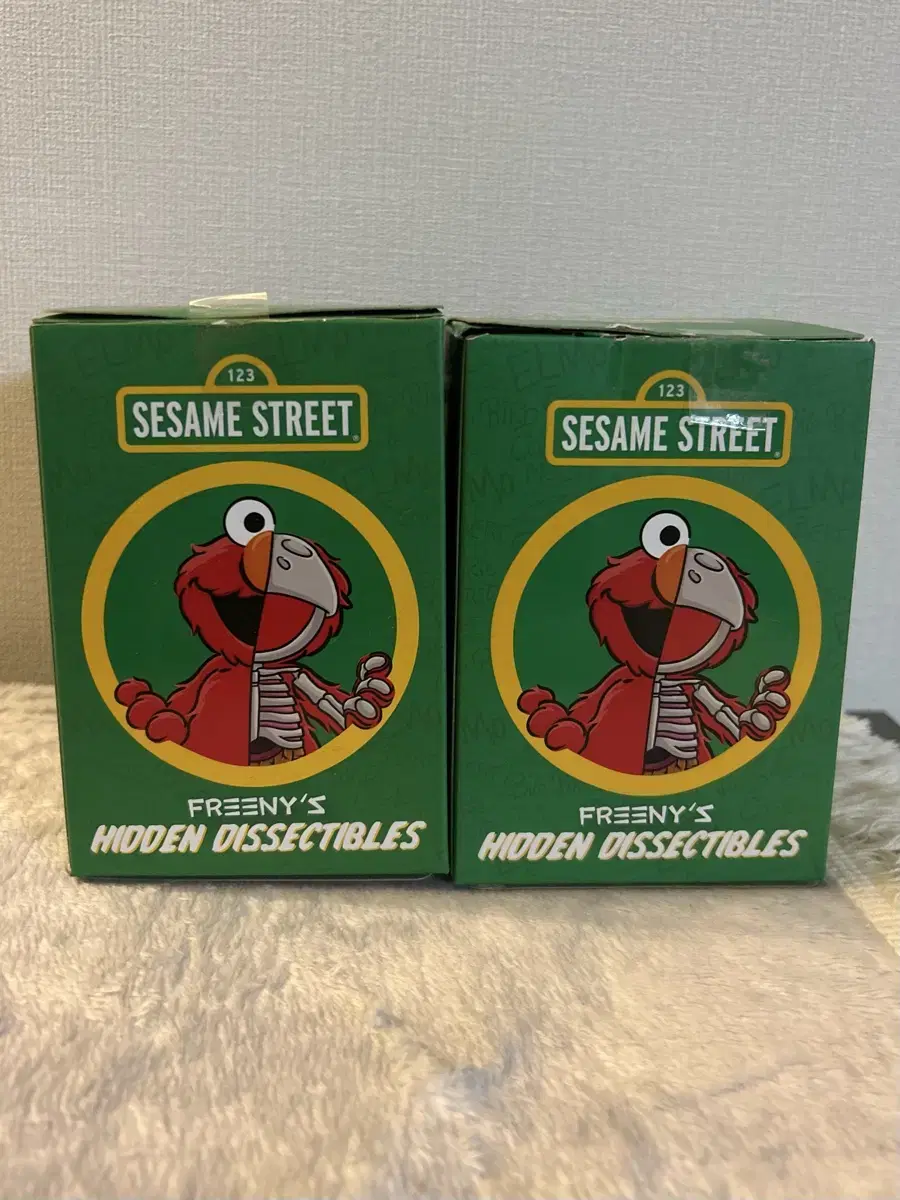 123
SESAME STREET®
FREENY'S
HIDDEN DISSECTIBLES
123
SESAME STREET®
FREENY'S
HIDDEN DISSECTIBLES